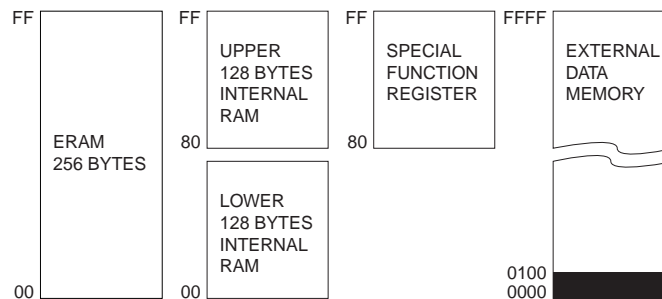 FF
ERAM
256 BYTES
00
FF
UPPER
128 BYTES
INTERNAL
RAM
80
LOWER
128 BYTES
INTERNAL
RAM
00
FF
SPECIAL
FUNCTION
REGISTER
80
FFFF
EXTERNAL
DATA
MEMORY
0100
0000